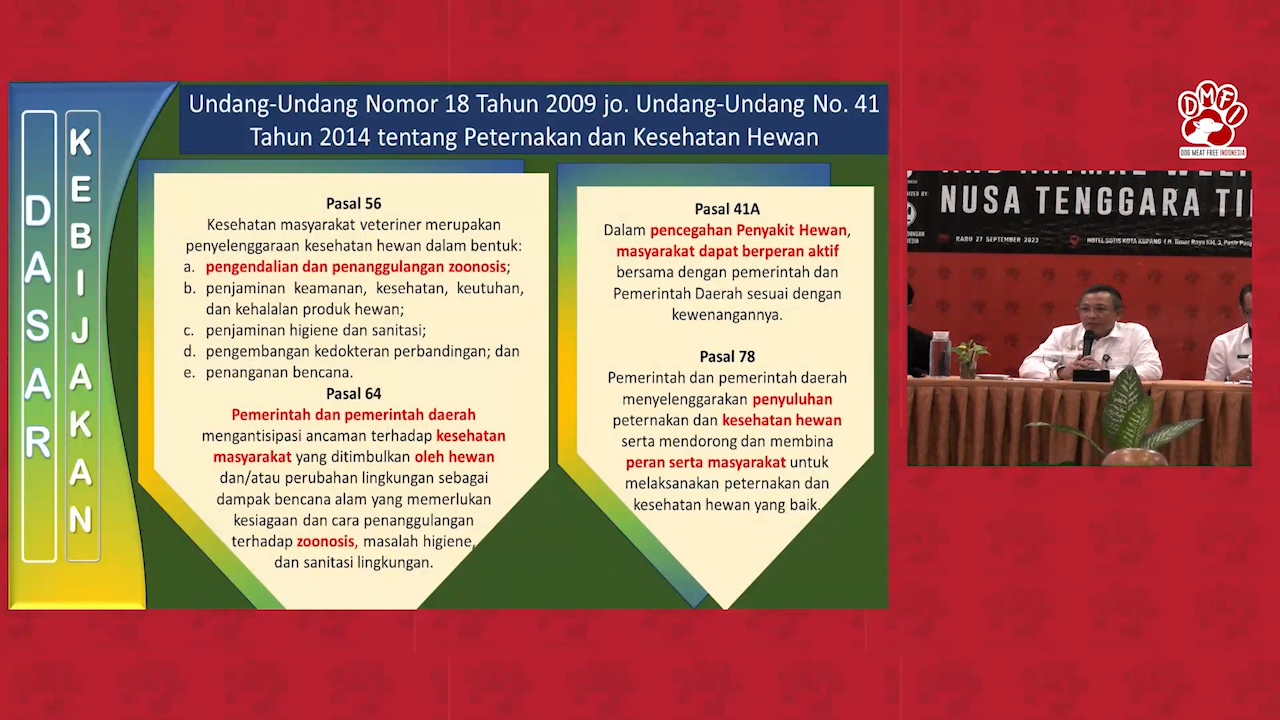 Undang-Undang Nomor 18 Tahun 2009 jo. Undang-Undang No. 41
Tahun 2014 tentang Peternakan dan Kesehatan Hewan
DASAR
KEBIJAKAN
Pasal 56
Kesehatan masyarakat veteriner merupakan
penyelenggaraan kesehatan hewan dalam bentuk:
a. pengendalian dan penanggulangan zoonosis;
b. penjaminan keamanan, kesehatan, keutuhan,
dan kehalalan produk hewan;
c. penjaminan higiene dan sanitasi;
d. pengembangan kedokteran perbandingan; dan
e. penanganan bencana.
Pasal 64
Pemerintah dan pemerintah daerah
mengantisipasi ancaman terhadap kesehatan
masyarakat yang ditimbulkan oleh hewan
dan/atau perubahan lingkungan sebagai
dampak bencana alam yang memerlukan
kesiagaan dan cara penanggulangan
terhadap zoonosis, masalah higiene,
dan sanitasi lingkungan.
Pasal 41A
Dalam pencegahan Penyakit Hewan,
masyarakat dapat berperan aktif
bersama dengan pemerintah dan
Pemerintah Daerah sesuai dengan
kewenangannya.
Pasal 78
Pemerintah dan pemerintah daerah
menyelenggarakan penyuluhan
peternakan dan kesehatan hewan
serta mendorong dan membina
peran serta masyarakat untuk
melaksanakan peternakan dan
kesehatan hewan yang baik.
DMFI
DOG MEAT FREE INDONESIA
NUSA TENGGARA TI
RABU 27 SEPTEMBER 2023
HOTEL SOTIS KOTA KUPANG